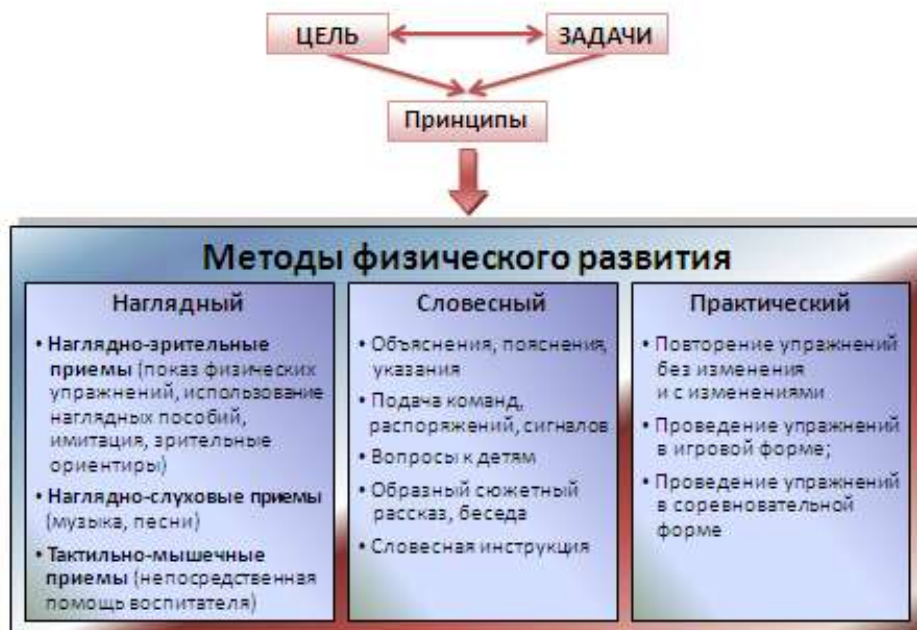 ЦЕЛЬ
ЗАДАЧИ
Принципы
Методы физического развития
Наглядный
• Наглядно-зрительные
приемы (показ физических
упражнений, использование
наглядных пособий,
имитация, зрительные
ориентиры)
• Наглядно-слуховые приемы
(музыка, песни)
• Тактильно-мышечные
приемы (непосредственная
помощь воспитателя)
Словесный
• Объяснения, пояснения,
указания
• Подача команд,
распоряжений, сигналов
• Вопросы к детям
• Образный сюжетный
рассказ, беседа
• Словесная инструкция
Практический
• Повторение упражнений
без изменения
и с изменениями
• Проведение упражнений
в игровой форме;
• Проведение упражнений
в соревновательной
форме